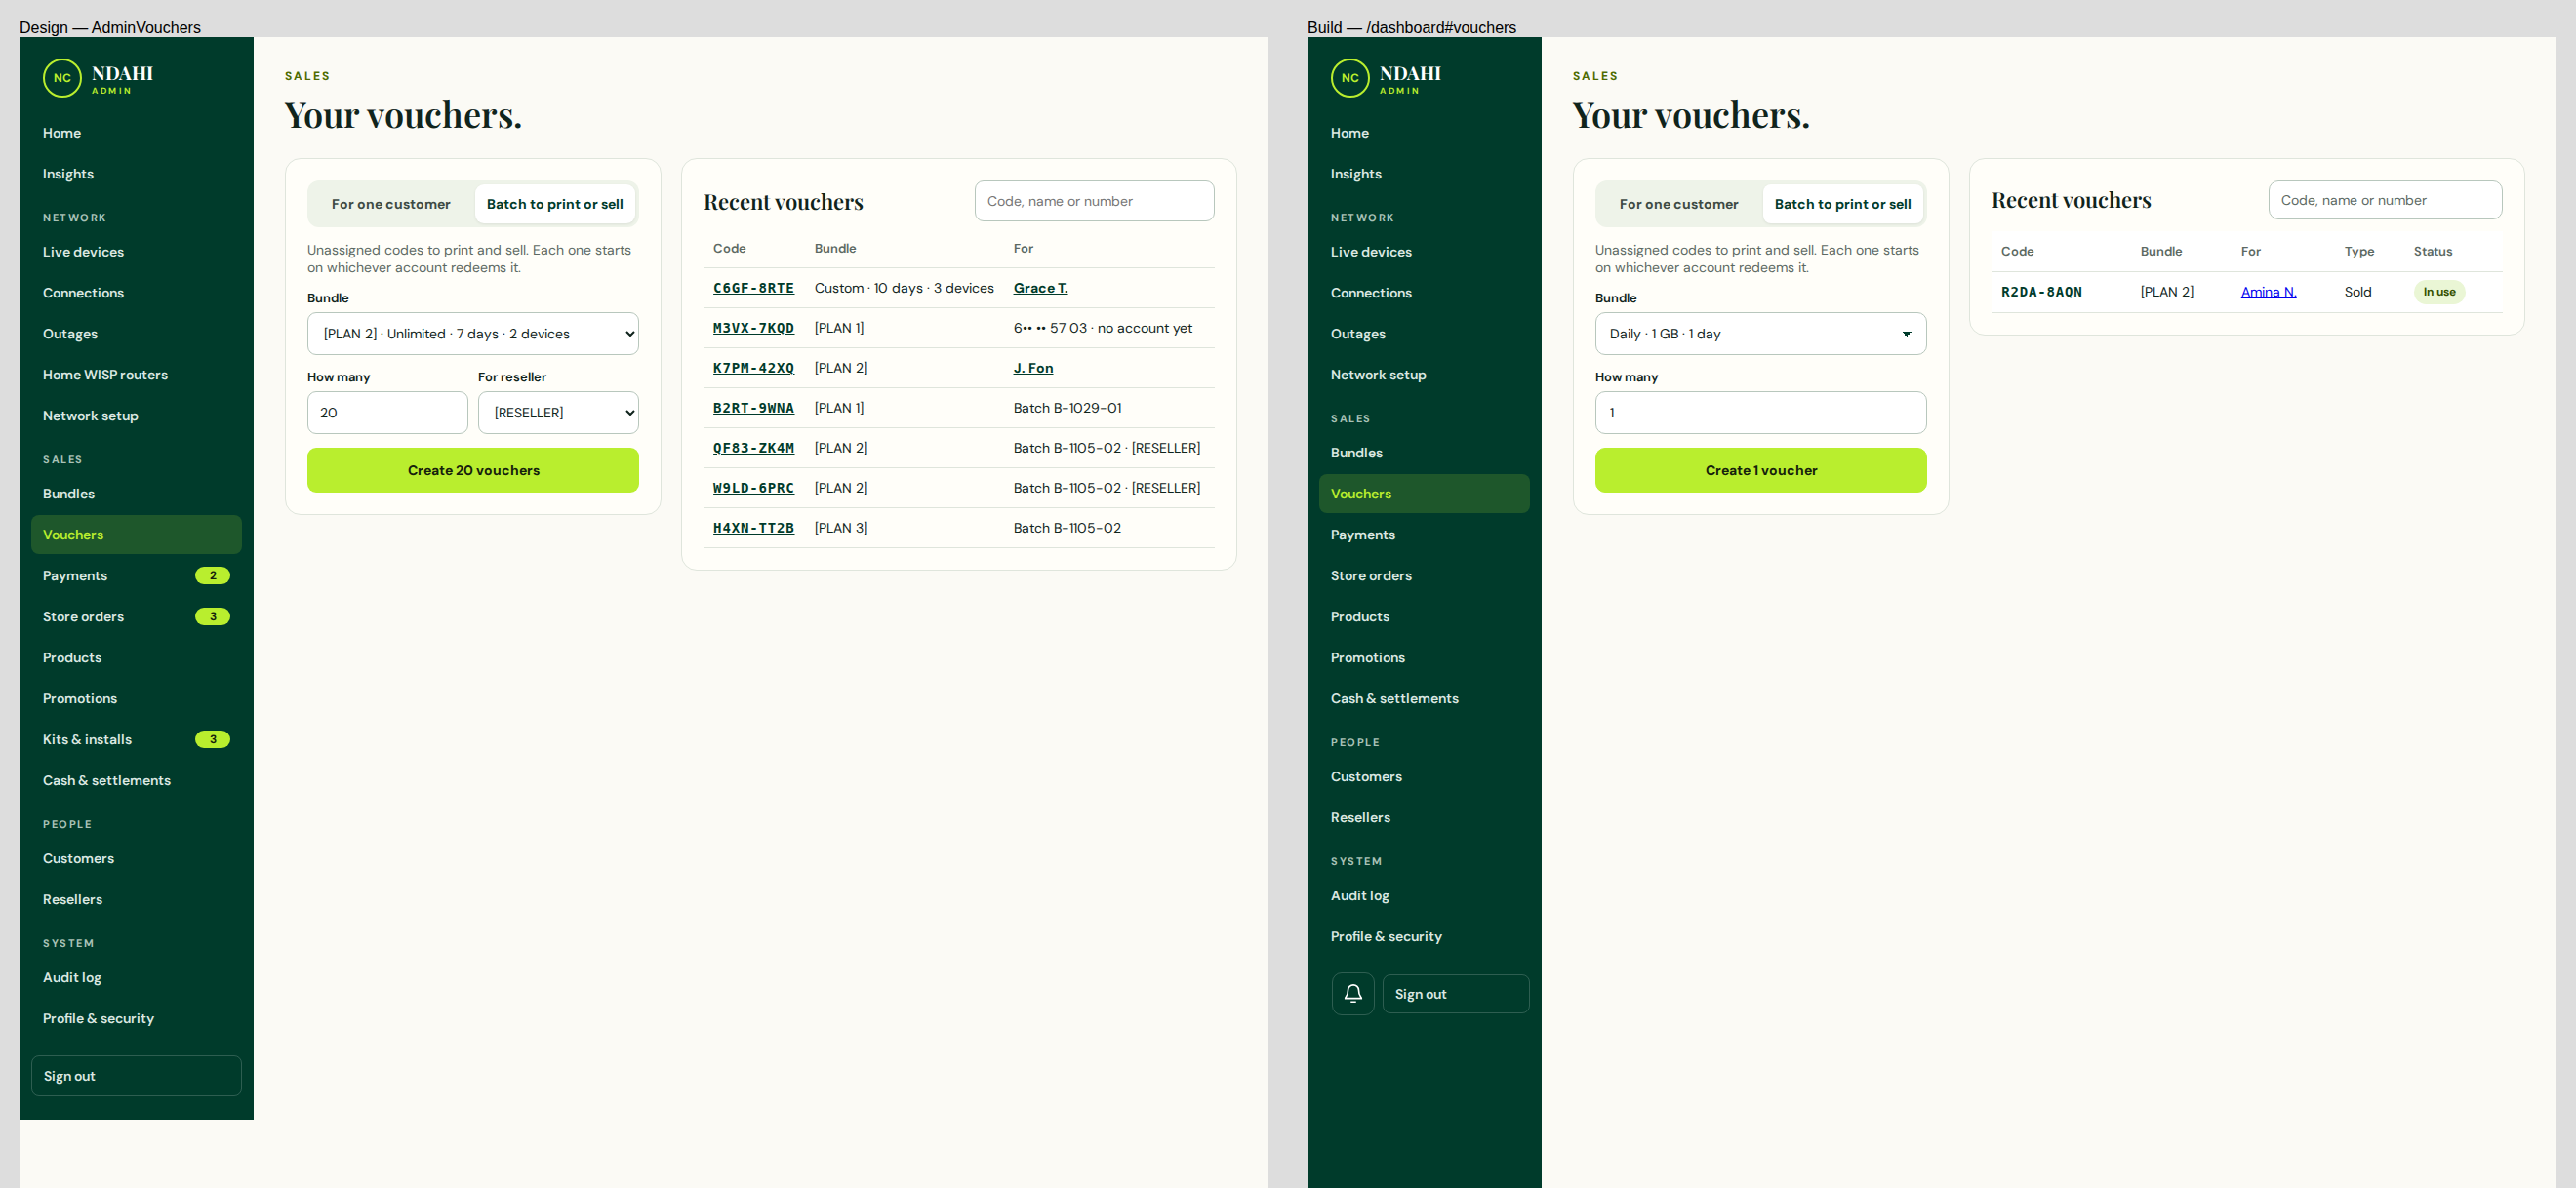 Design — AdminVouchers
NC
NDAHI
ADMIN
Home
Insights
NETWORK
Live devices
Connections
Outages
Home WISP routers
Network setup
SALES
Bundles
Vouchers
Payments 2
Store orders 3
Products
Promotions
Kits & installs 3
Cash & settlements
PEOPLE
Customers
Resellers
SYSTEM
Audit log
Profile & security
Sign out
SALES
Your vouchers.
For one customer Batch to print or sell
Unassigned codes to print and sell. Each one starts
on whichever account redeems it.
Bundle
[PLAN 2] · Unlimited · 7 days · 2 devices
How many For reseller
20 [RESELLER]
Create 20 vouchers
Recent vouchers Code, name or number
Code Bundle For
C6GF-8RTE Custom · 10 days · 3 devices Grace T.
M3VX-7KQD [PLAN 1] 6•• •• 57 03 · no account yet
K7PM-42XQ [PLAN 2] J. Fon
B2RT-9WNA [PLAN 1] Batch B-1029-01
QF83-ZK4M [PLAN 2] Batch B-1105-02 · [RESELLER]
W9LD-6PRC [PLAN 2] Batch B-1105-02 · [RESELLER]
H4XN-TT2B [PLAN 3] Batch B-1105-02
Build — /dashboard#vouchers
NC
NDAHI
ADMIN
Home
Insights
NETWORK
Live devices
Connections
Outages
Network setup
SALES
Bundles
Vouchers
Payments
Store orders
Products
Promotions
Cash & settlements
PEOPLE
Customers
Resellers
SYSTEM
Audit log
Profile & security
Sign out
SALES
Your vouchers.
For one customer Batch to print or sell
Unassigned codes to print and sell. Each one starts
on whichever account redeems it.
Bundle
Daily · 1 GB · 1 day
How many
1
Create 1 voucher
Recent vouchers Code, name or number
Code Bundle For Type Status
R2DA-8AQN [PLAN 2] Amina N. Sold In use